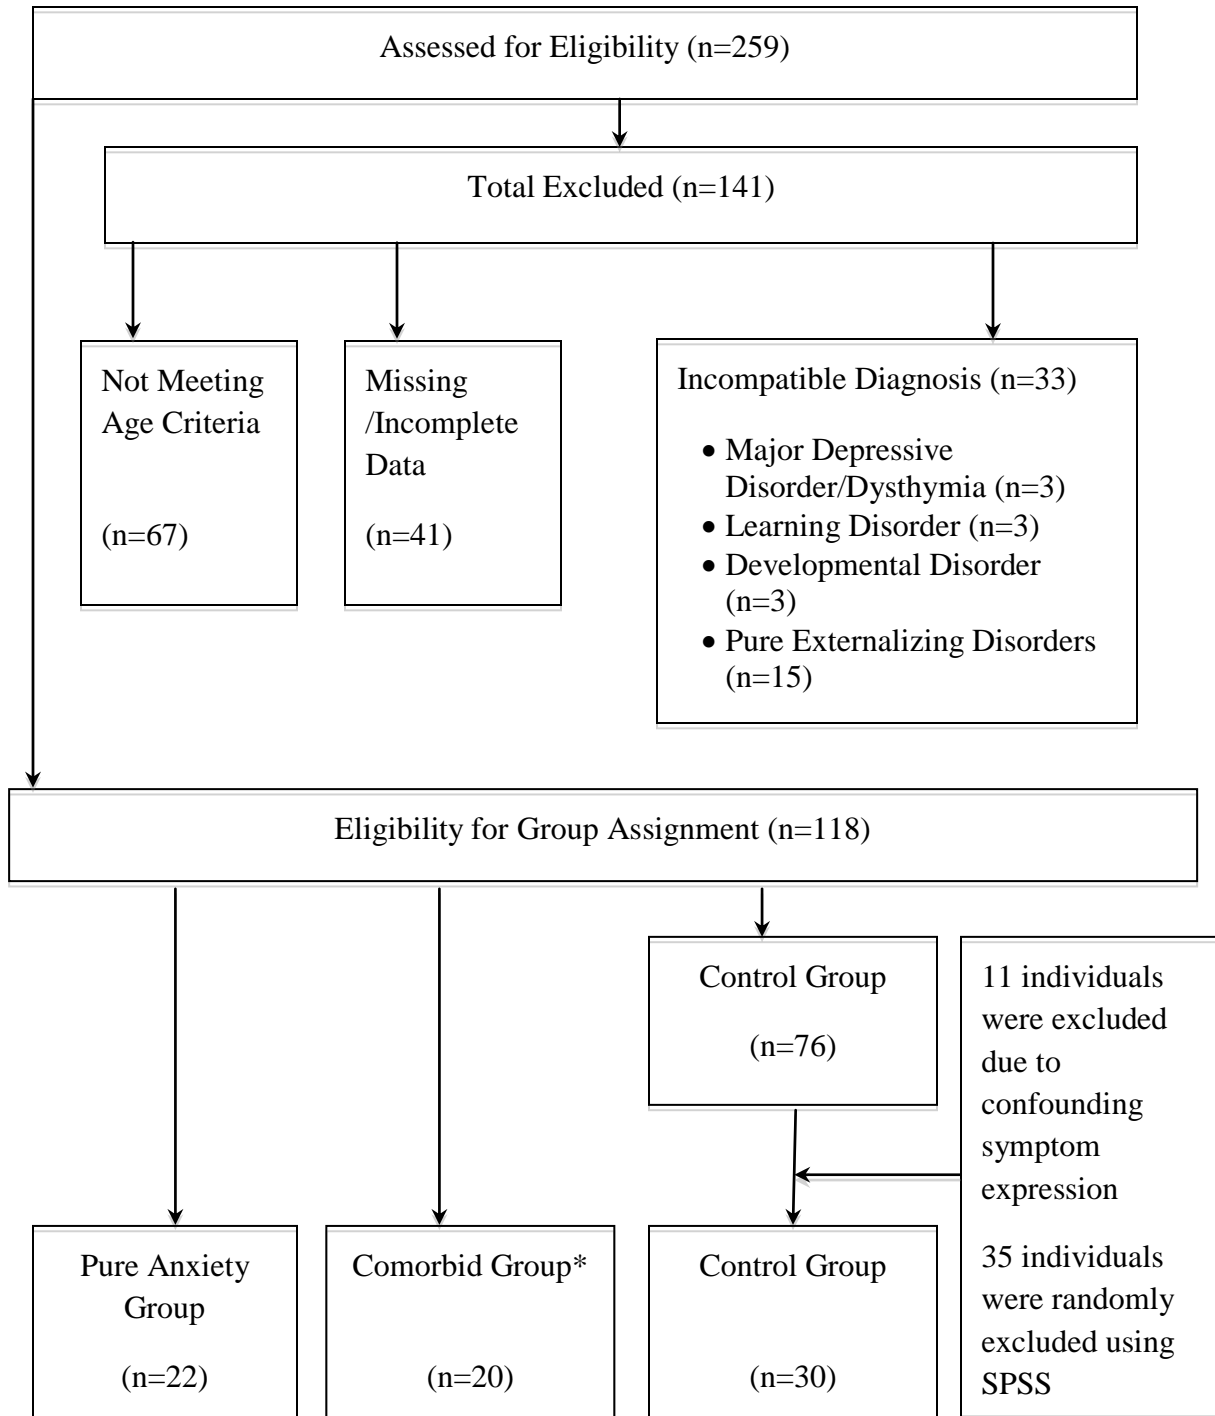 Assessed for Eligibility (n=259)
Total Excluded (n=141)
Not Meeting
Age Criteria
(n=67)
Missing
/Incomplete
Data
(n=41)
Incompatible Diagnosis (n=33)
• Major Depressive
Disorder/Dysthymia (n=3)
• Learning Disorder (n=3)
• Developmental Disorder
(n=3)
• Pure Externalizing Disorders
(n=15)
Eligibility for Group Assignment (n=118)
Control Group
(n=76)
11 individuals
were excluded
due to
confounding
symptom
expression
35 individuals
were randomly
excluded using
SPSS
Pure Anxiety
Group
(n=22)
Comorbid Group*
(n=20)
Control Group
(n=30)